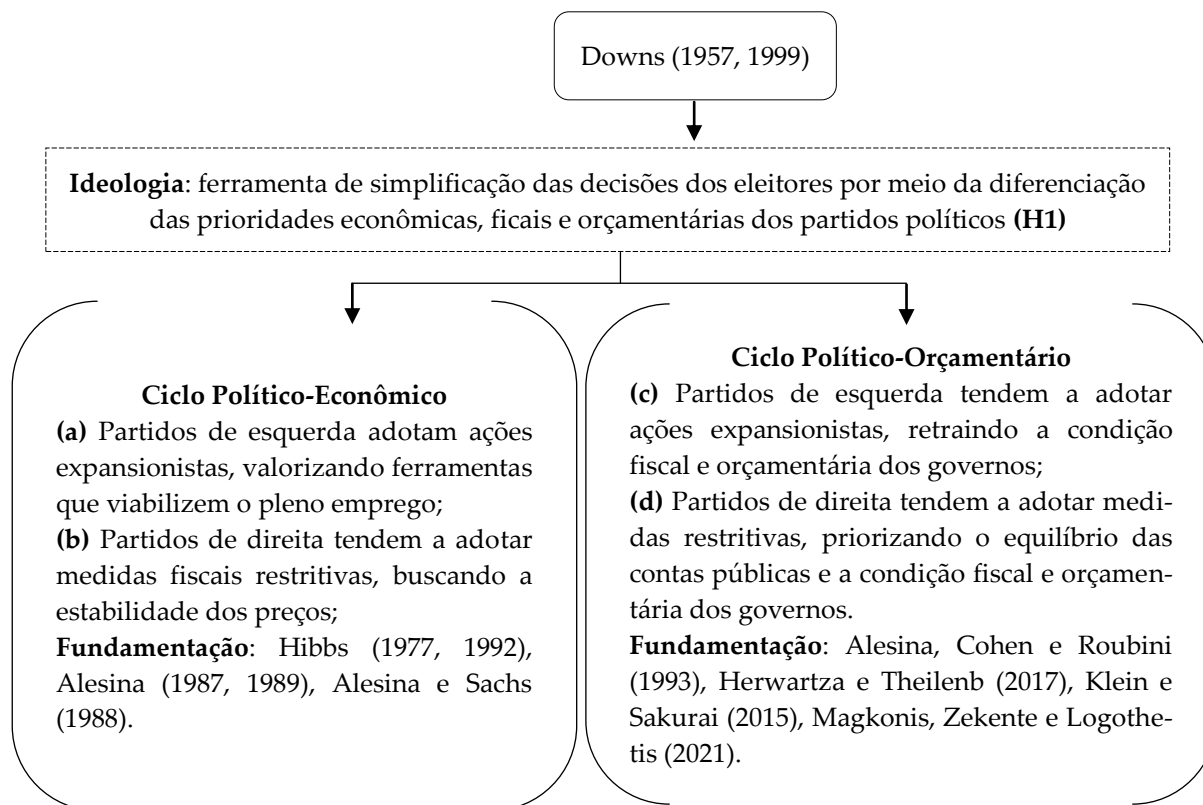 Downs (1957, 1999)
Ideologia: ferramenta de simplificação das decisões dos eleitores por meio da diferenciação
das prioridades econômicas, ficais e orçamentárias dos partidos políticos (H1)
Ciclo Político-Econômico
(a) Partidos de esquerda adotam ações
expansionistas, valorizando ferramentas
que viabilizem o pleno emprego;
(b) Partidos de direita tendem a adotar
medidas fiscais restritivas, buscando a
estabilidade dos preços;
Fundamentação: Hibbs (1977, 1992),
Alesina (1987, 1989), Alesina e Sachs
(1988).
Ciclo Político-Orçamentário
(c) Partidos de esquerda tendem a adotar
ações expansionistas, retraindo a condição
fiscal e orçamentária dos governos;
(d) Partidos de direita tendem a adotar medi-
das restritivas, priorizando o equilíbrio das
contas públicas e a condição fiscal e orçamen-
tária dos governos.
Fundamentação: Alesina, Cohen e Roubini
(1993), Herwartza e Theilenb (2017), Klein e
Sakurai (2015), Magkonis, Zekente e Logothe-
tis (2021).